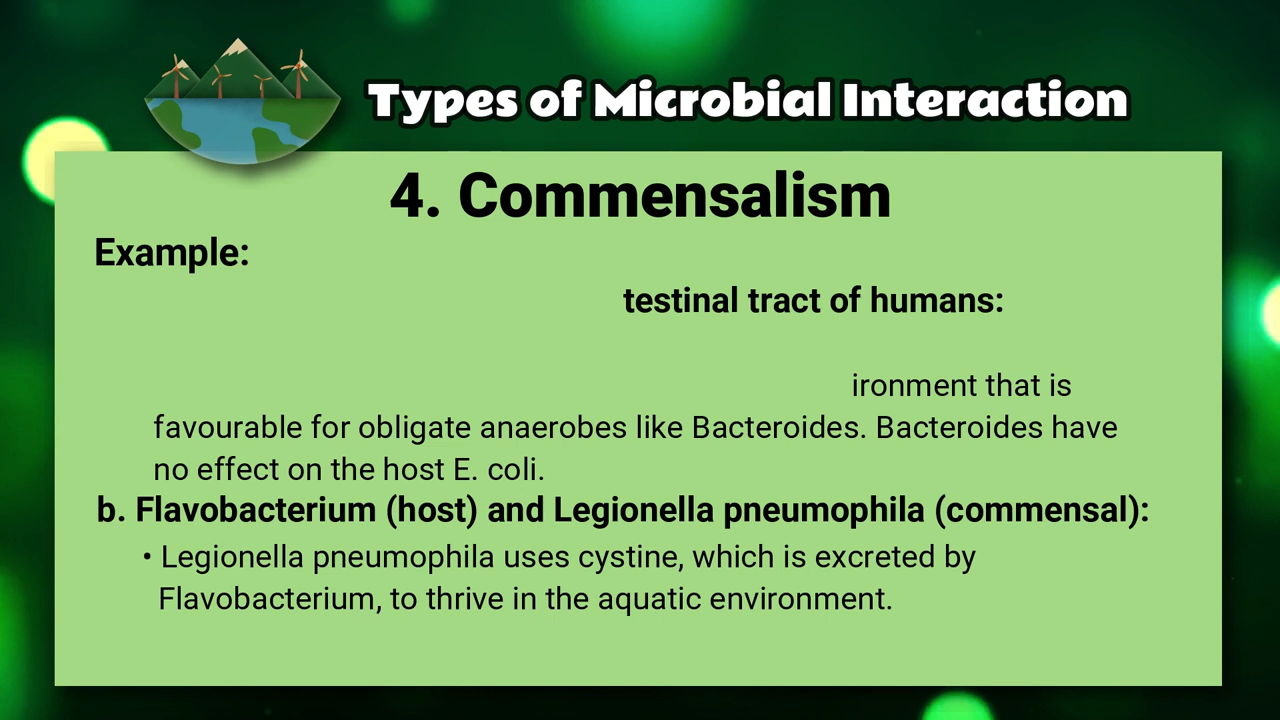 Types of Microbial Interaction
4. Commensalism
Example:
testinal tract of humans:
ironment that is
favourable for obligate anaerobes like Bacteroides. Bacteroides have
no effect on the host E. coli.
b. Flavobacterium (host) and Legionella pneumophila (commensal):
• Legionella pneumophila uses cystine, which is excreted by
Flavobacterium, to thrive in the aquatic environment.